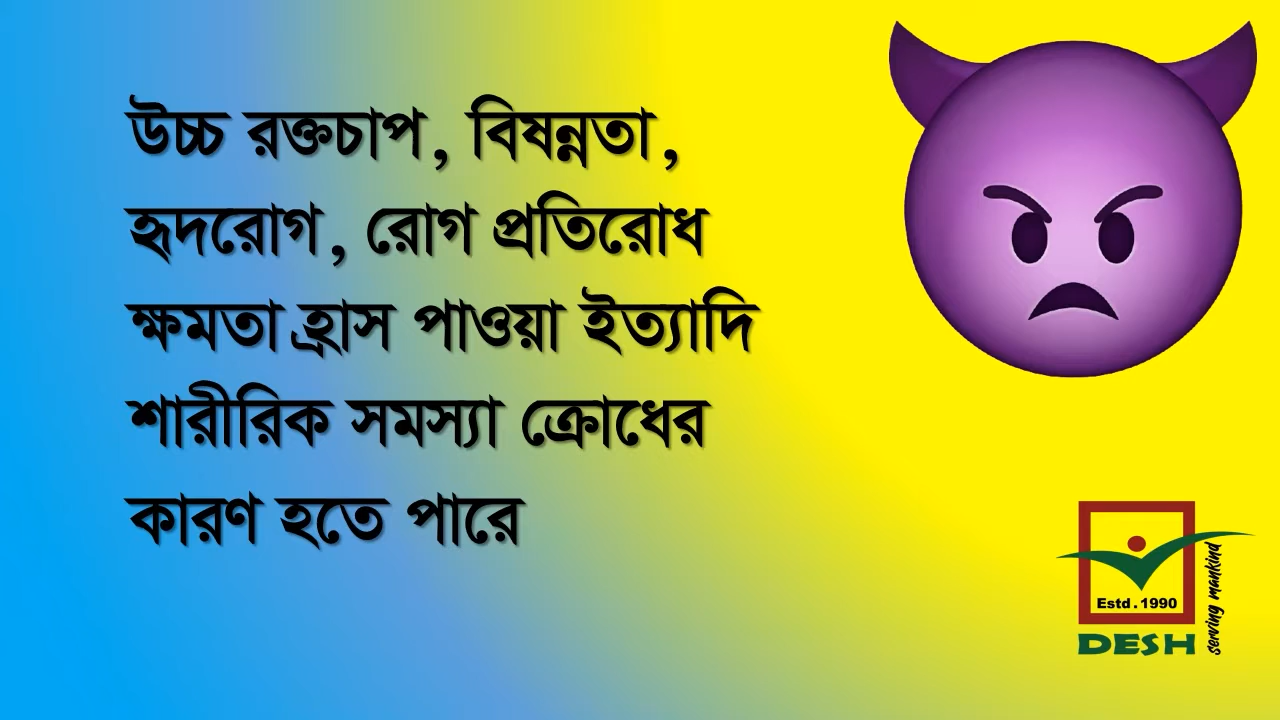 উচ্চ রক্তচাপ, বিষন্নতা,
হৃদরোগ, রোগ প্রতিরোধ
ক্ষমতা হ্রাস পাওয়া ইত্যাদি
শারীরিক সমস্যা ক্রোধের
কারণ হতে পারে
Estd.1990
DESH
serving mankind